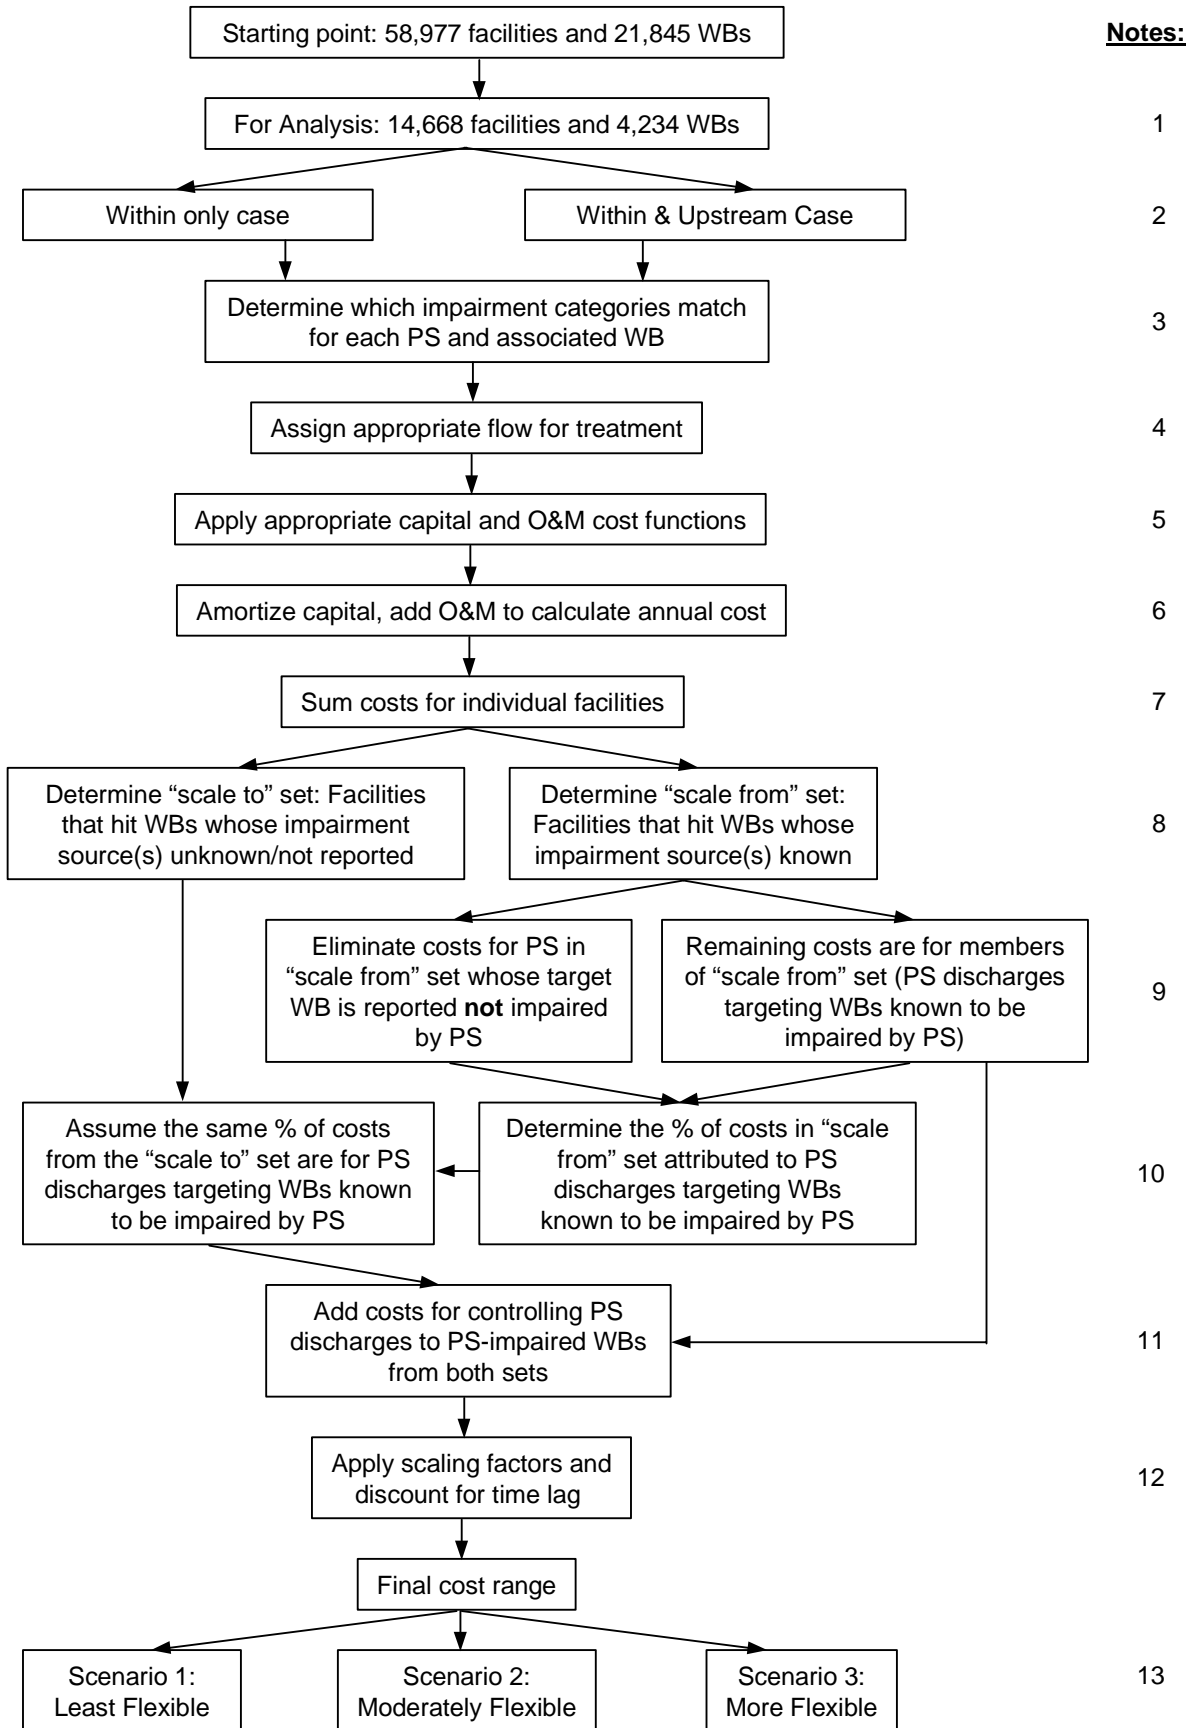 Starting point: 58,977 facilities and 21,845 WBs
Notes:
For Analysis: 14,668 facilities and 4,234 WBs
1
Within only case
Within & Upstream Case
2
Determine which impairment categories match
for each PS and associated WB
3
Assign appropriate flow for treatment
4
Apply appropriate capital and O&M cost functions
5
Amortize capital, add O&M to calculate annual cost
6
Sum costs for individual facilities
7
Determine “scale to” set: Facilities
that hit WBs whose impairment
source(s) unknown/not reported
Determine “scale from” set:
Facilities that hit WBs whose
impairment source(s) known
8
Eliminate costs for PS in
“scale from” set whose target
WB is reported not impaired
by PS
Remaining costs are for members
of “scale from” set (PS discharges
targeting WBs known to be
impaired by PS)
9
Assume the same % of costs
from the “scale to” set are for PS
discharges targeting WBs known
to be impaired by PS
Determine the % of costs in “scale
from” set attributed to PS
discharges targeting WBs
known to be impaired by PS
10
Add costs for controlling PS
discharges to PS-impaired WBs
from both sets
11
Apply scaling factors and
discount for time lag
12
Final cost range
Scenario 1:
Least Flexible
Scenario 2:
Moderately Flexible
Scenario 3:
More Flexible
13